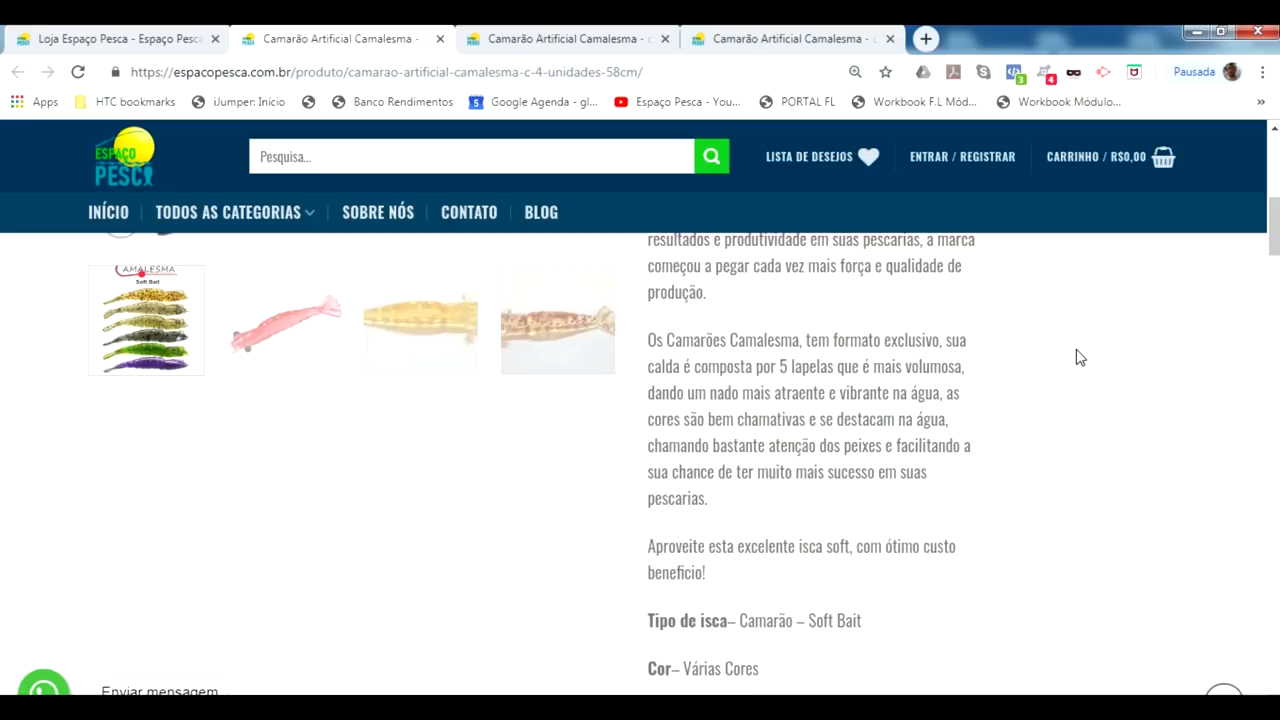 Loja Espaço Pesca - Espaço Pesca
Camarão Artificial Camalesma -
Camarão Artificial Camalesma - c
Camarão Artificial Camalesma - c
https://espacopesca.com.br/produto/camarao-artificial-camalesma-c-4-unidades-58cm/
3
4
Pausada
Apps
HTC bookmarks
iJumper: Início
Banco Rendimentos
5
Google Agenda - gl...
Espaço Pesca - You...
PORTAL FL
Workbook F.L Mód...
Workbook Módulo...
»
ESPAÇO
PESCA
Pesquisa...
LISTA DE DESEJOS
ENTRAR / REGISTRAR
CARRINHO / R$0,00
INÍCIO
TODOS AS CATEGORIAS
SOBRE NÓS
CONTATO
BLOG
CAMALESMA
Soft Bait
resultados e produtividade em suas pescarias, a marca
começou a pegar cada vez mais força e qualidade de
produção.
Os Camarões Camalesma, tem formato exclusivo, sua
calda é composta por 5 lapelas que é mais volumosa,
dando um nado mais atraente e vibrante na água, as
cores são bem chamativas e se destacam na água,
chamando bastante atenção dos peixes e facilitando a
sua chance de ter muito mais sucesso em suas
pescarias.
Aproveite esta excelente isca soft, com ótimo custo
beneficio!
Tipo de isca– Camarão – Soft Bait
Cor– Várias Cores
Enviar mensagem